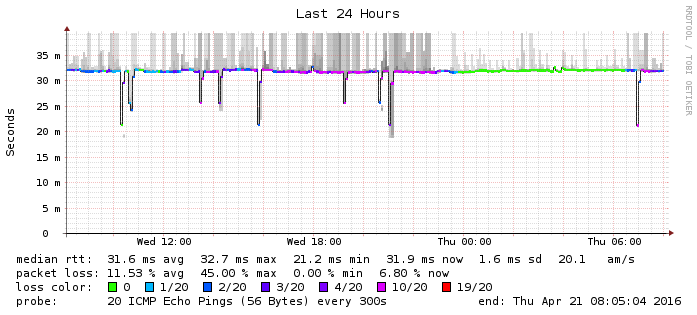 Last 24 Hours
RRDTOOL / TOBI OETIKER
Seconds
35 m
30 m
25 m
20 m
15 m
10 m
5 m
0
Wed 12:00 Wed 18:00 Thu 00:00 Thu 06:00
median rtt: 31.6 ms avg 32.7 ms max 21.2 ms min 31.9 ms now 1.6 ms sd 20.1 am/s
packet loss: 11.53 % avg 45.00 % max 0.00 % min 6.80 % now
loss color: 0 1/20 2/20 3/20 4/20 10/20 19/20
probe: 20 ICMP Echo Pings (56 Bytes) every 300s end: Thu Apr 21 08:05:04 2016